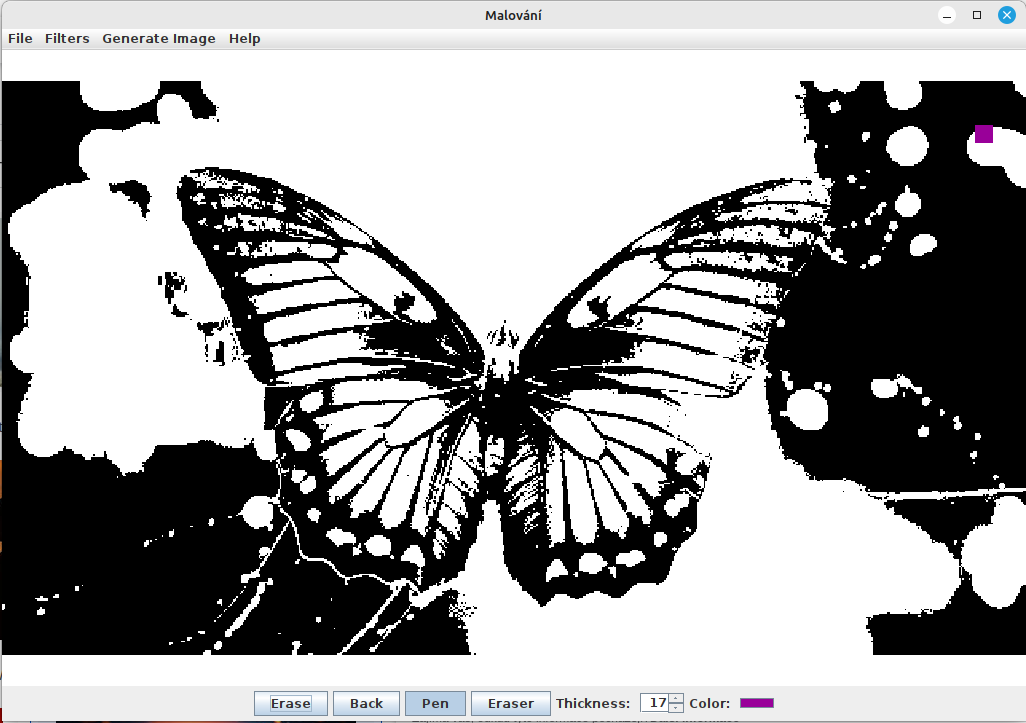 Malování
File Filters Generate Image Help
Erase Back Pen Eraser Thickness: 17 Color: